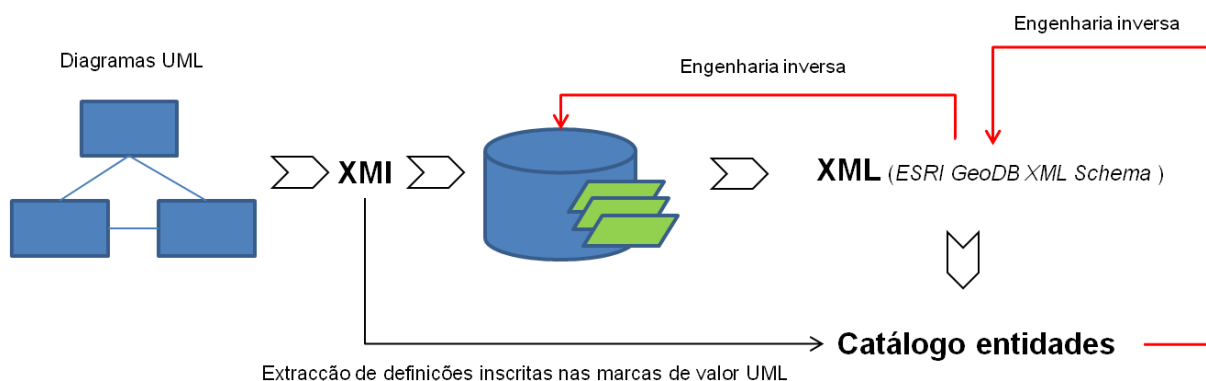 Engenharia inversa
Diagramas UML
Engenharia inversa
XMI
XML (ESRI GeoDB XML Schema )
Catálogo entidades
Extracção de definições inscritas nas marcas de valor UML